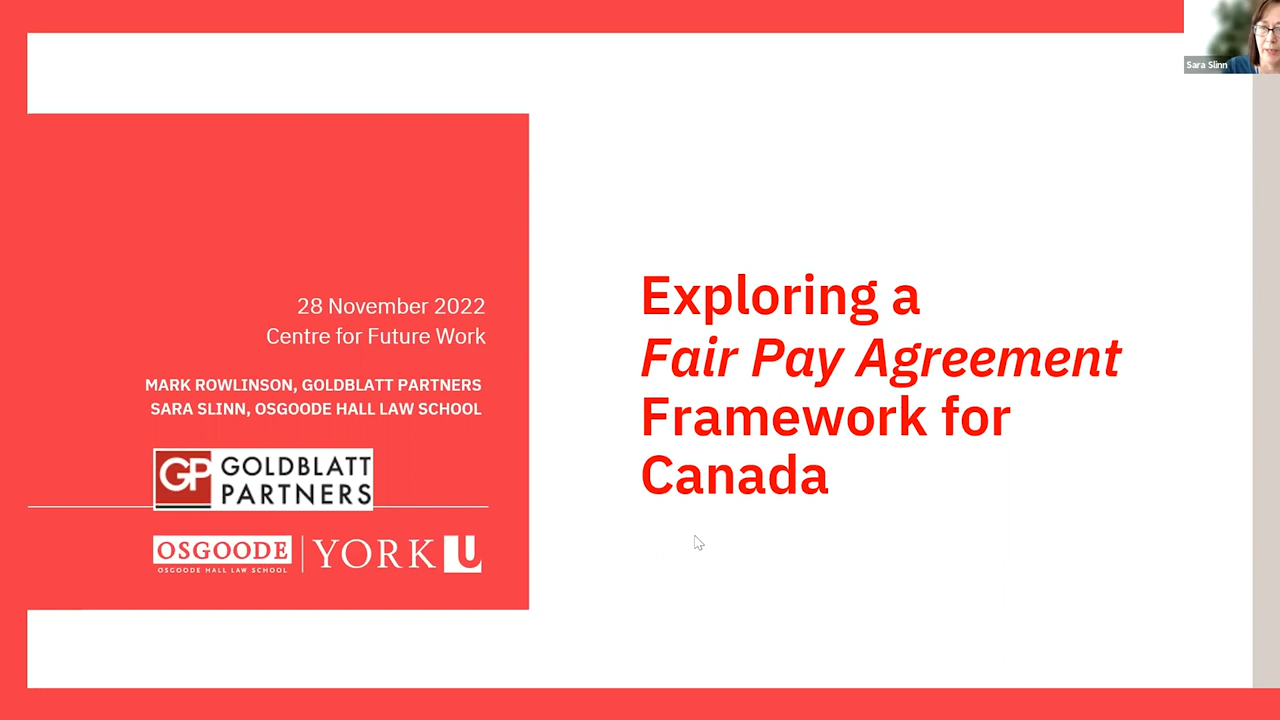 Sara Slinn
28 November 2022
Centre for Future Work
MARK ROWLINSON, GOLDBLATT PARTNERS
SARA SLINN, OSGOODE HALL LAW SCHOOL
GP GOLDBLATT
PARTNERS
OSGOODE
OSGOODE HALL LAW SCHOOL
YORK U
Exploring a
Fair Pay Agreement
Framework for
Canada